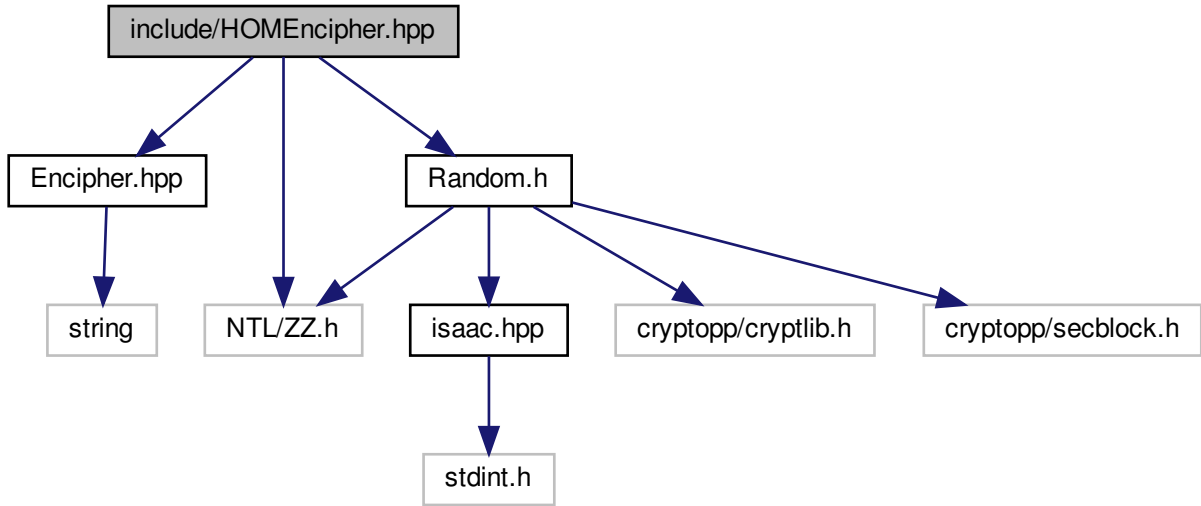 include/HOMEncipher.hpp
Encipher.hpp
Random.h
string
NTL/ZZ.h
isaac.hpp
cryptopp/cryptlib.h
cryptopp/secblock.h
stdint.h